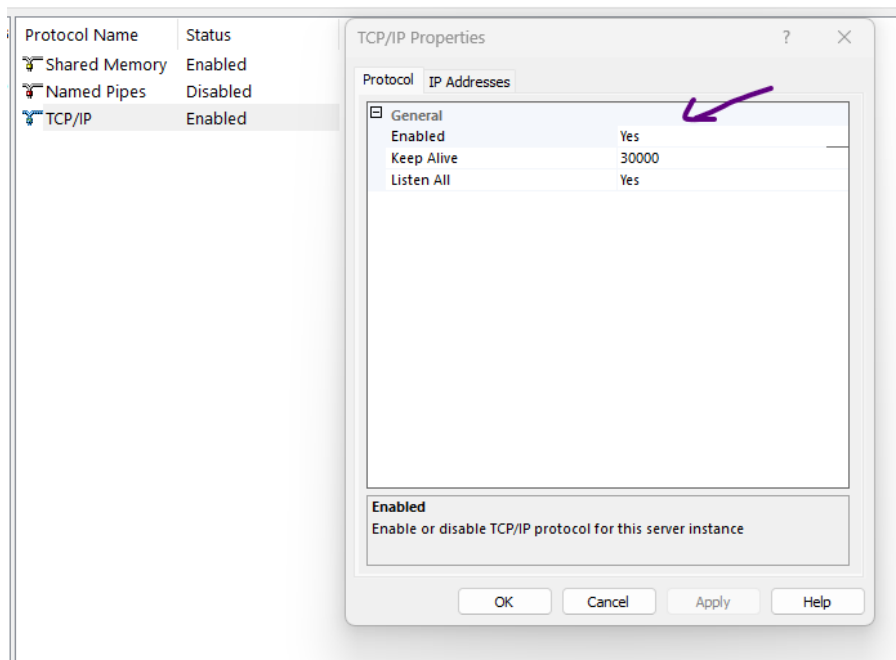 Protocol Name Status
Shared Memory Enabled
Named Pipes Disabled
TCP/IP Enabled
TCP/IP Properties ?
Protocol IP Addresses
General
Enabled Yes
Keep Alive 30000
Listen All Yes
Enabled
Enable or disable TCP/IP protocol for this server instance
OK Cancel Apply Help